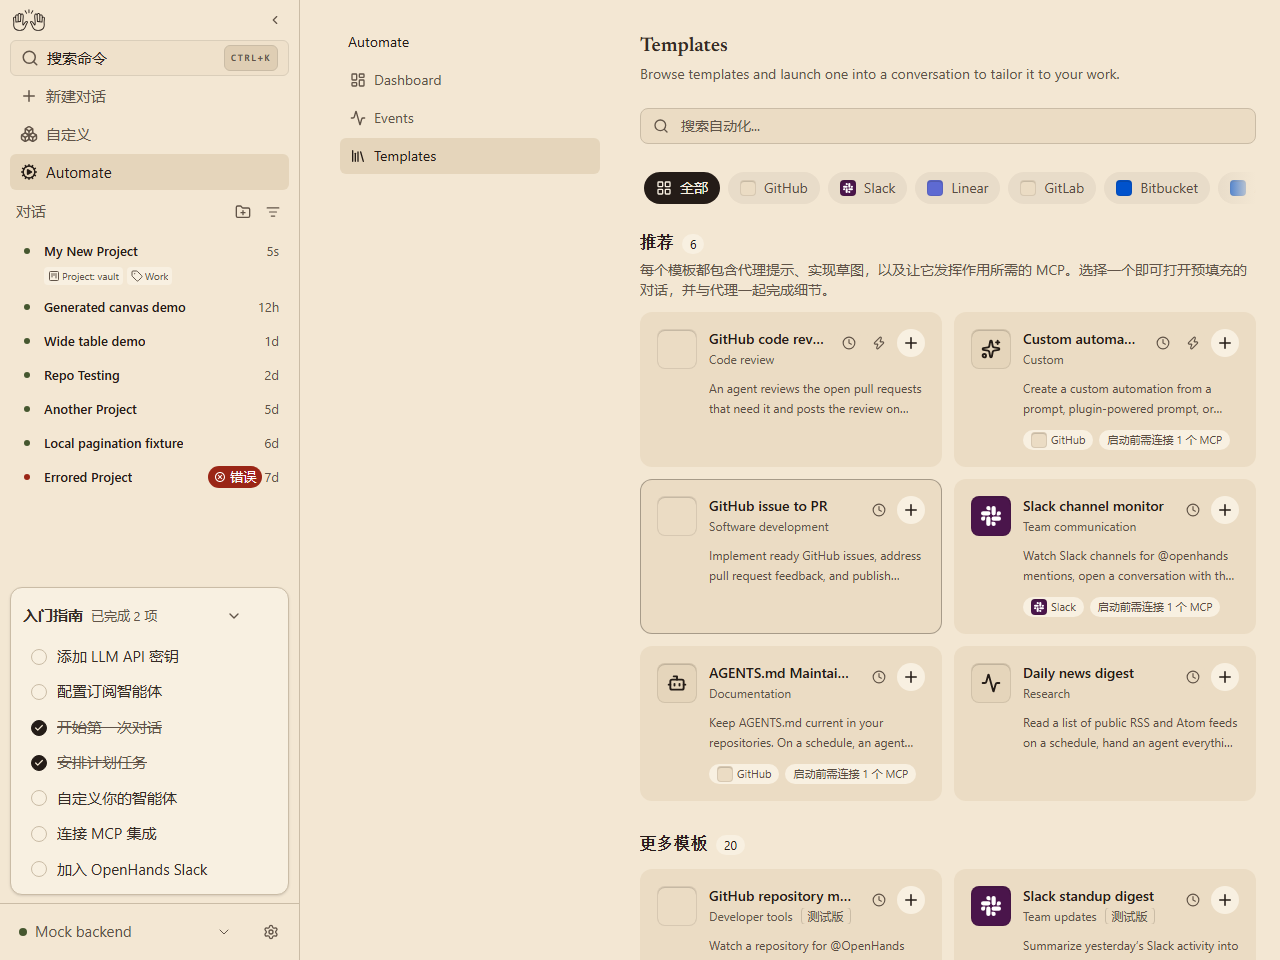 搜索命令
CTRL+K
新建对话
自定义
Automate
对话
My New Project
5s
Project: vault
Work
Generated canvas demo
12h
Wide table demo
1d
Repo Testing
2d
Another Project
5d
Local pagination fixture
6d
Errored Project
错误
7d
入门指南
已完成 2 项
添加 LLM API 密钥
配置订阅智能体
开始第一次对话
安排计划任务
自定义你的智能体
连接 MCP 集成
加入 OpenHands Slack
Mock backend
Automate
Dashboard
Events
Templates
Templates
Browse templates and launch one into a conversation to tailor it to your work.
搜索自动化...
全部
GitHub
Slack
Linear
GitLab
Bitbucket
推荐
6
每个模板都包含代理提示、实现草图，以及让它发挥作用所需的 MCP。选择一个即可打开预填充的
对话，并与代理一起完成细节。
GitHub code rev...
Code review
An agent reviews the open pull requests
that need it and posts the review on...
Custom automa...
Custom
Create a custom automation from a
prompt, plugin-powered prompt, or...
GitHub
启动前需连接 1 个 MCP
GitHub issue to PR
Software development
Implement ready GitHub issues, address
pull request feedback, and publish...
Slack channel monitor
Team communication
Watch Slack channels for @openhands
mentions, open a conversation with th...
Slack
启动前需连接 1 个 MCP
AGENTS.md Maintai...
Documentation
Keep AGENTS.md current in your
repositories. On a schedule, an agent...
GitHub
启动前需连接 1 个 MCP
Daily news digest
Research
Read a list of public RSS and Atom feeds
on a schedule, hand an agent everythi...
更多模板
20
GitHub repository m...
Developer tools
测试版
Watch a repository for @OpenHands
Slack standup digest
Team updates
测试版
Summarize yesterday's Slack activity into